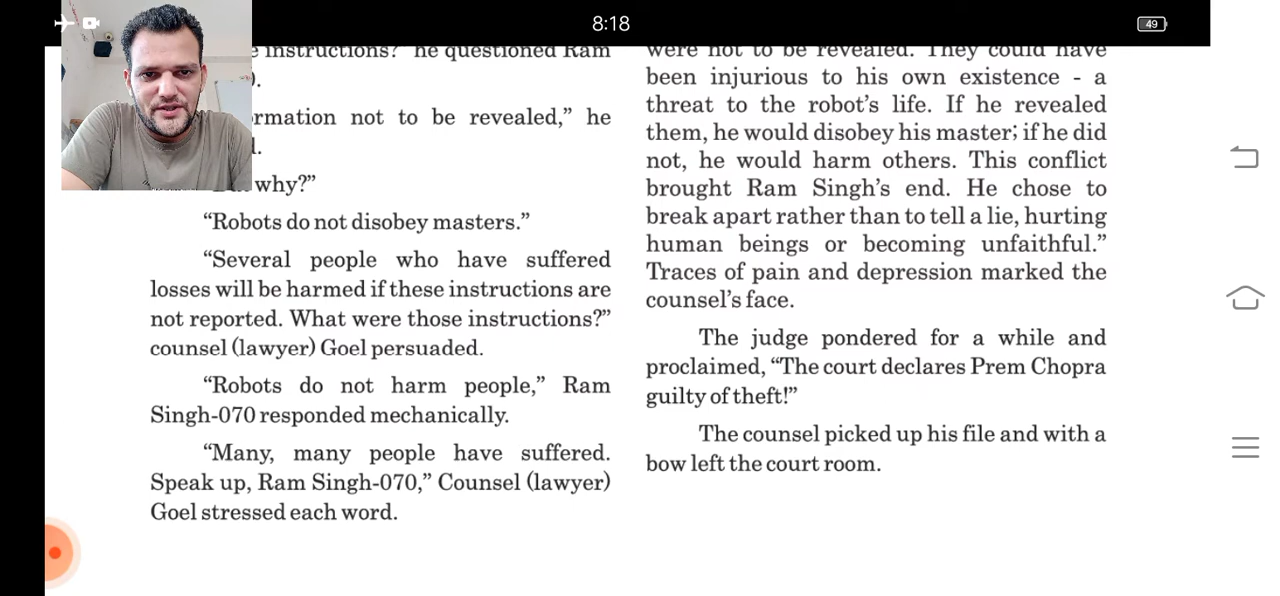 8:18
49
e instructions?" he questioned Ram
rmation not to be revealed," he
why?"
"Robots do not disobey masters."
"Several people who have suffered
losses will be harmed if these instructions are
not reported. What were those instructions?"
counsel (lawyer) Goel persuaded.
"Robots do not harm people," Ram
Singh-070 responded mechanically.
"Many, many people have suffered.
Speak up, Ram Singh-070," Counsel (lawyer)
Goel stressed each word.
were not to be revealed. They could have
been injurious to his own existence - a
threat to the robot's life. If he revealed
them, he would disobey his master; if he did
not, he would harm others. This conflict
brought Ram Singh's end. He chose to
break apart rather than to tell a lie, hurting
human beings or becoming unfaithful."
Traces of pain and depression marked the
counsel's face.
The judge pondered for a while and
proclaimed, "The court declares Prem Chopra
guilty of theft!"
The counsel picked up his file and with a
bow left the court room.